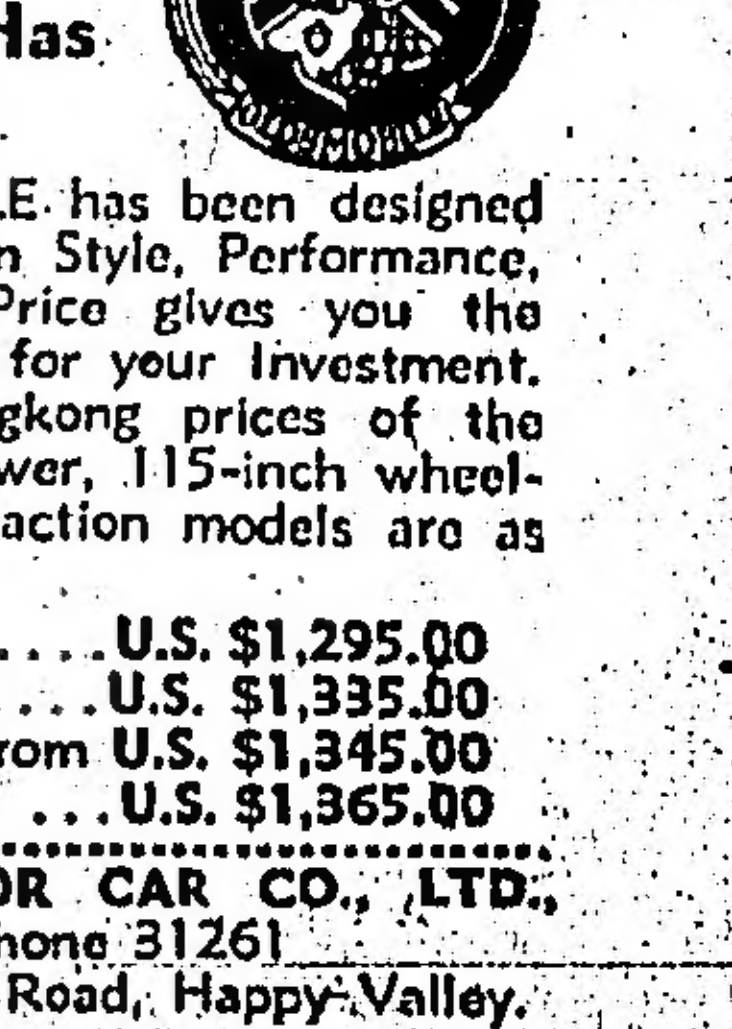 Has
OLDSMOBILE
.E has been designed
n Style, Performance,
Price gives you the
for your Investment.
gkong prices of the
wer, 115-inch wheel-
action models are as
.... U.S. $1,295.00
.... U.S. $1,335.00
rom U.S. $1,345.00
... U.S. $1,365.00
OR CAR CO., LTD.,
hone 31261
Road, Happy Valley.